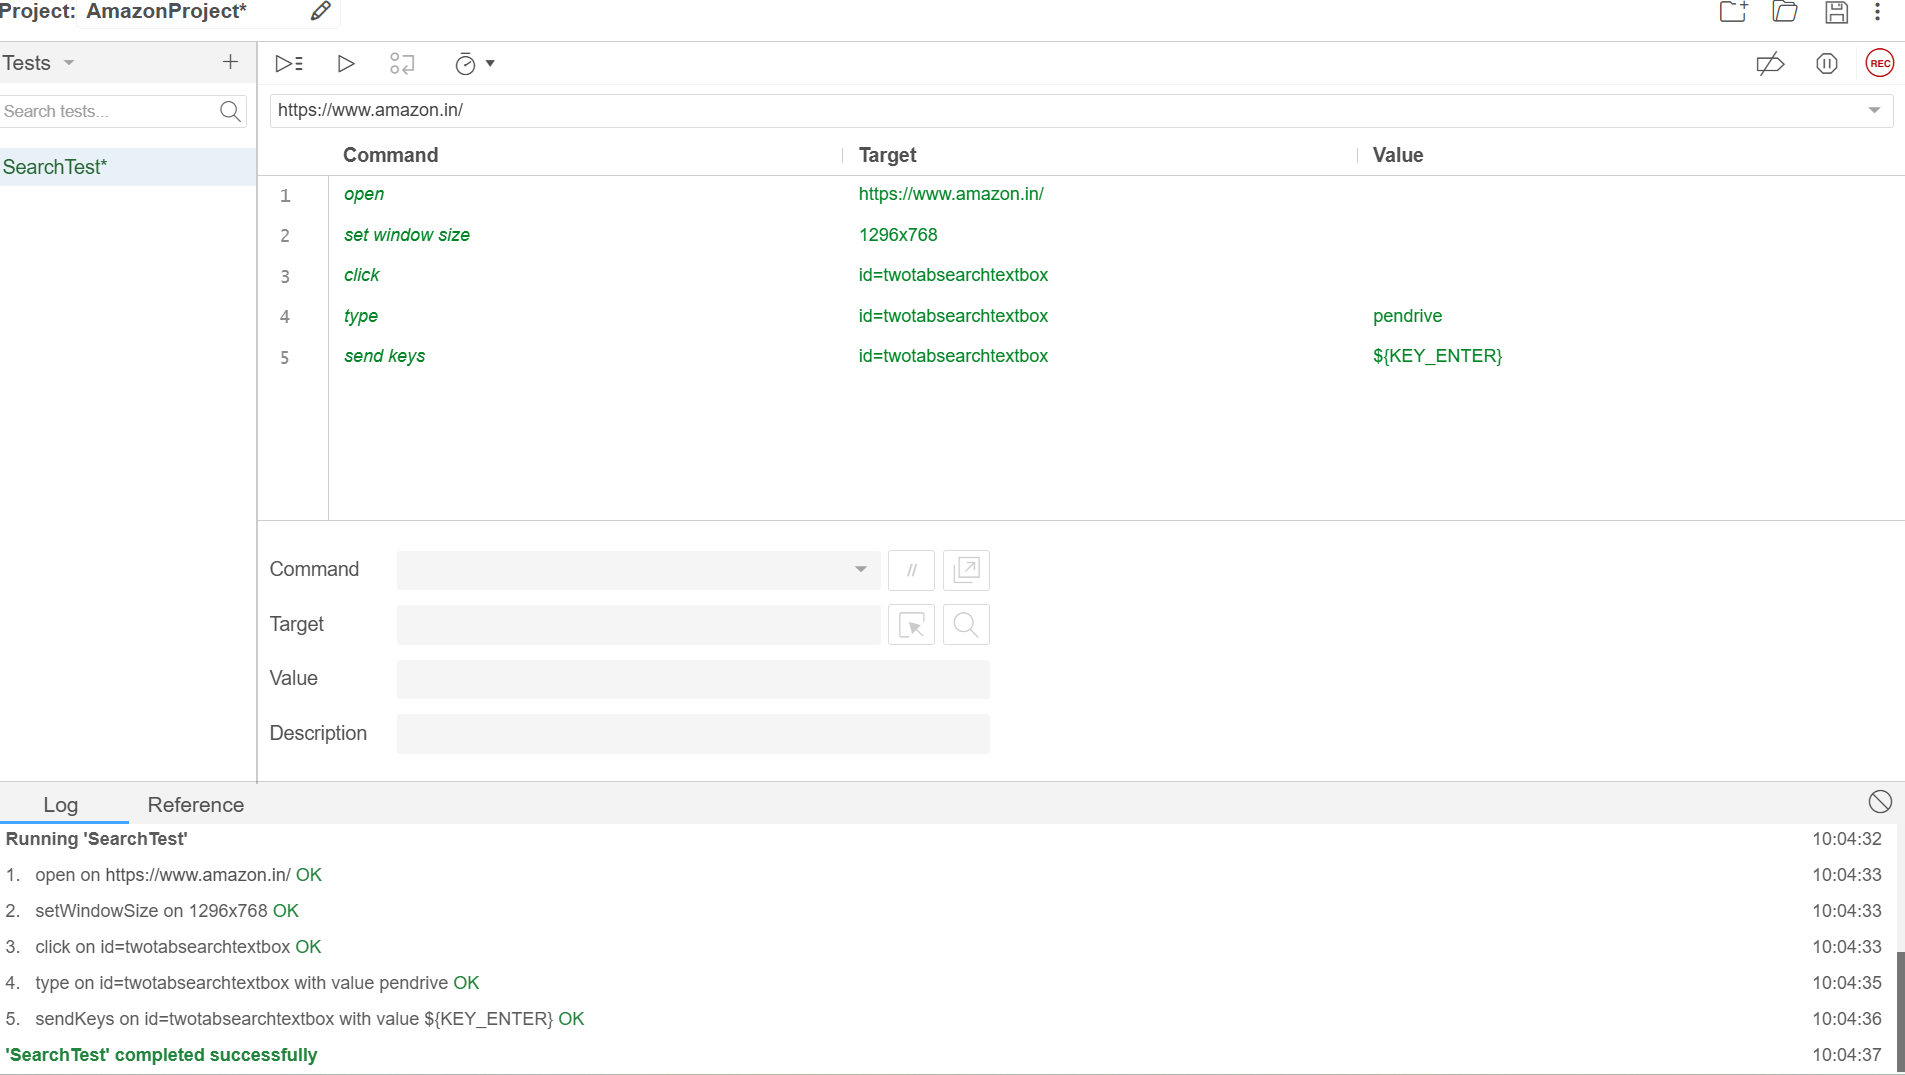 Project: AmazonProject*
Tests
Search tests...
SearchTest*
REC
https://www.amazon.in/
Command Target Value
1 open https://www.amazon.in/
2 set window size 1296x768
3 click id=twotabsearchtextbox
4 type id=twotabsearchtextbox pendrive
5 send keys id=twotabsearchtextbox ${KEY_ENTER}
Command //
Target
Value
Description
Log Reference
Running 'SearchTest' 10:04:32
1. open on https://www.amazon.in/ OK 10:04:33
2. setWindowSize on 1296x768 OK 10:04:33
3. click on id=twotabsearchtextbox OK 10:04:33
4. type on id=twotabsearchtextbox with value pendrive OK 10:04:35
5. sendKeys on id=twotabsearchtextbox with value ${KEY_ENTER} OK 10:04:36
'SearchTest' completed successfully 10:04:37